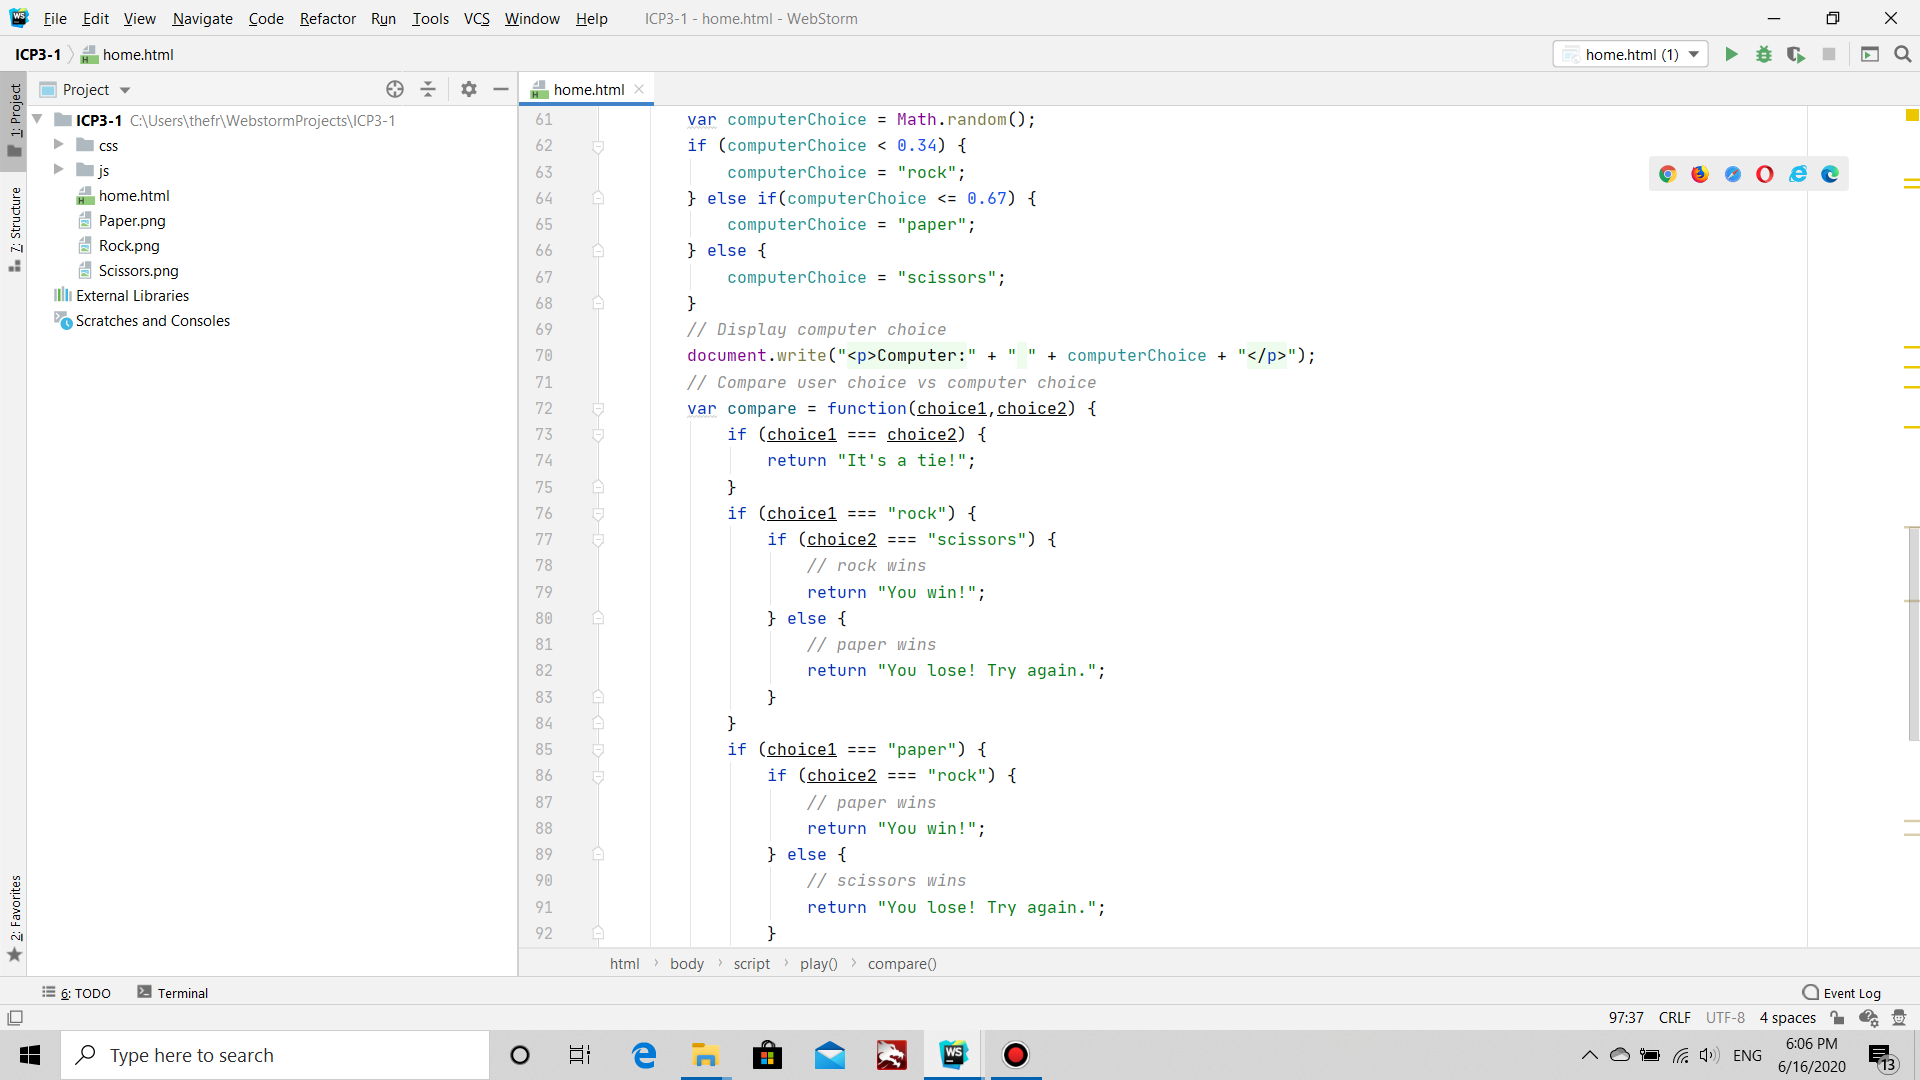 File Edit View Navigate Code Refactor Run Tools VCS Window Help ICP3-1 - home.html - WebStorm
ICP3-1 home.html home.html (1)
1: Project
7: Structure
2: Favorites
Project
ICP3-1 C:\Users\thefr\WebstormProjects\ICP3-1
css
js
home.html
Paper.png
Rock.png
Scissors.png
External Libraries
Scratches and Consoles
home.html
61 var computerChoice = Math.random();
62 if (computerChoice < 0.34) {
63 computerChoice = "rock";
64 } else if(computerChoice <= 0.67) {
65 computerChoice = "paper";
66 } else {
67 computerChoice = "scissors";
68 }
69 // Display computer choice
70 document.write("<p>Computer:" + " " + computerChoice + "</p>");
71 // Compare user choice vs computer choice
72 var compare = function(choice1,choice2) {
73 if (choice1 === choice2) {
74 return "It's a tie!";
75 }
76 if (choice1 === "rock") {
77 if (choice2 === "scissors") {
78 // rock wins
79 return "You win!";
80 } else {
81 // paper wins
82 return "You lose! Try again.";
83 }
84 }
85 if (choice1 === "paper") {
86 if (choice2 === "rock") {
87 // paper wins
88 return "You win!";
89 } else {
90 // scissors wins
91 return "You lose! Try again.";
92 }
html body script play() compare()
6: TODO Terminal Event Log
97:37 CRLF UTF-8 4 spaces
Type here to search
WS
ENG
6:06 PM
6/16/2020
13